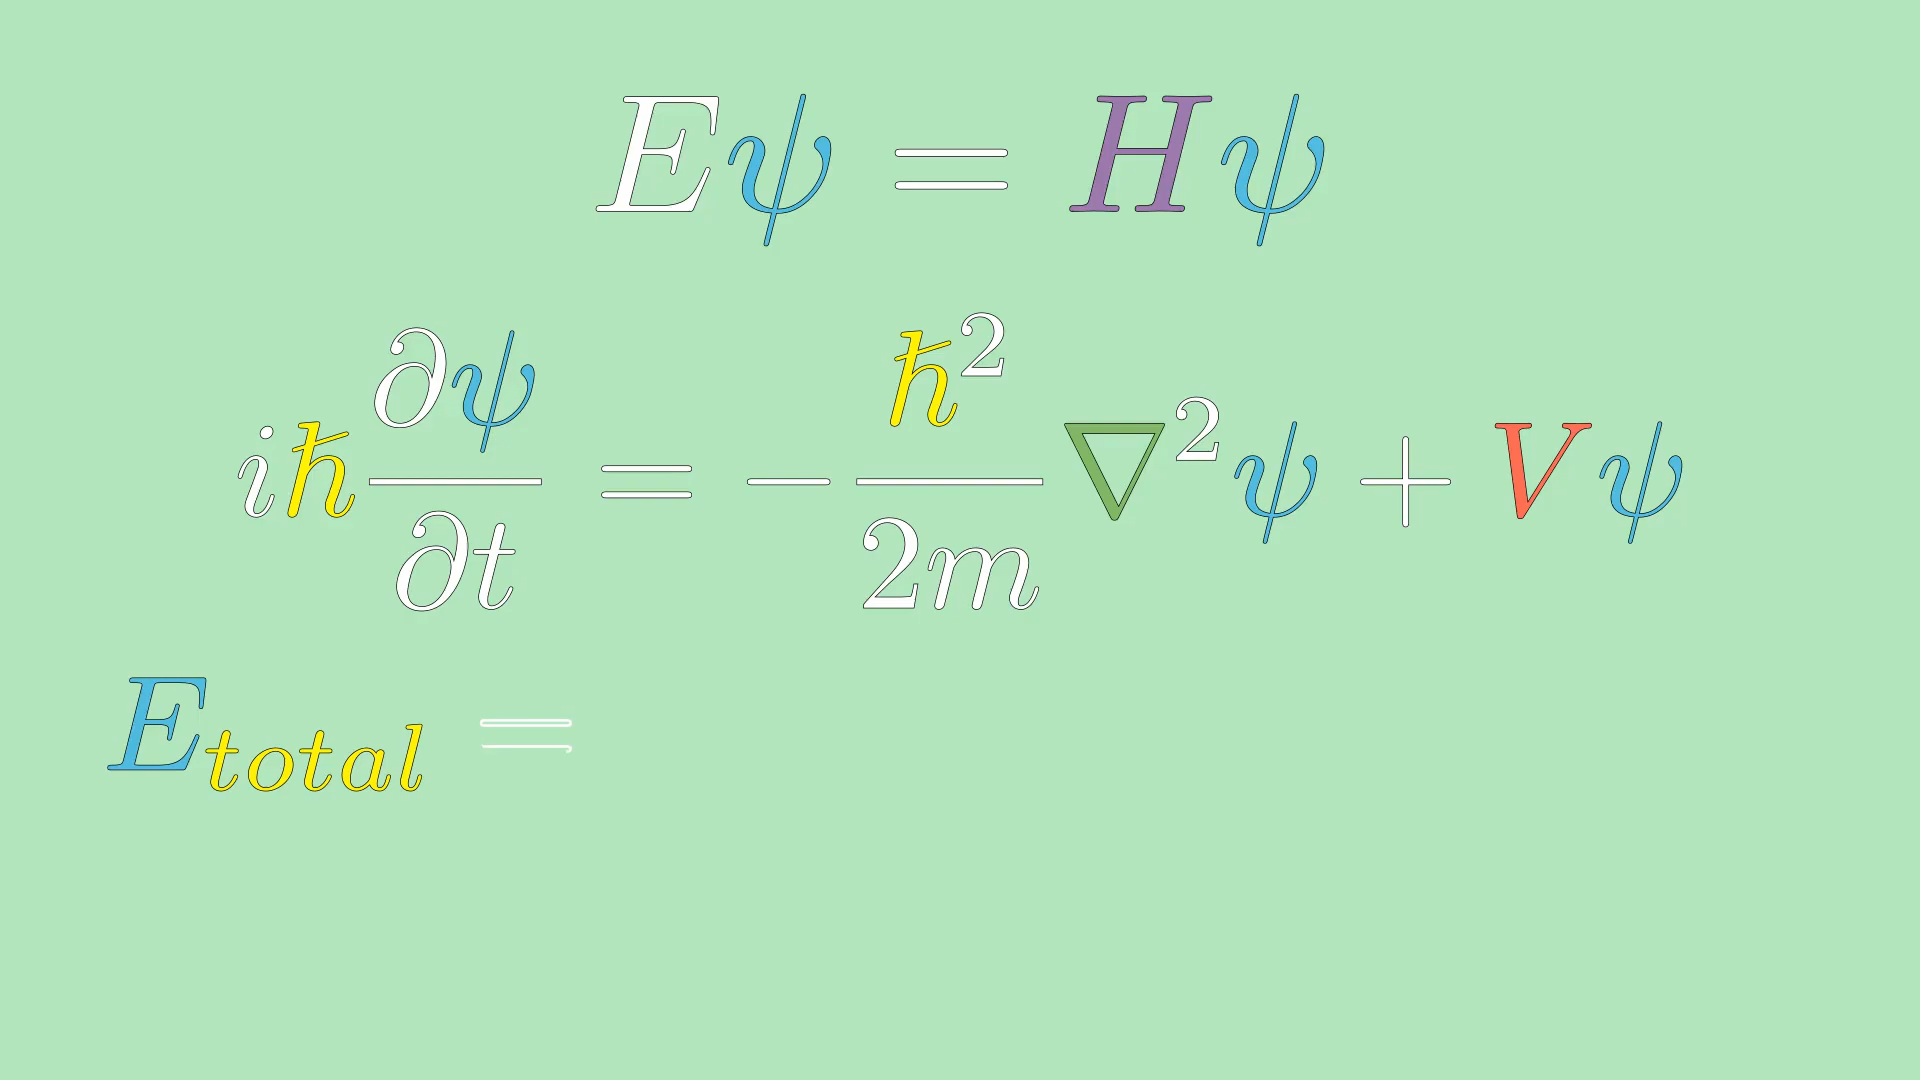 Eψ = Hψ
iℏ ∂ψ/∂t = − ℏ²/2m ∇²ψ + Vψ
E_total =